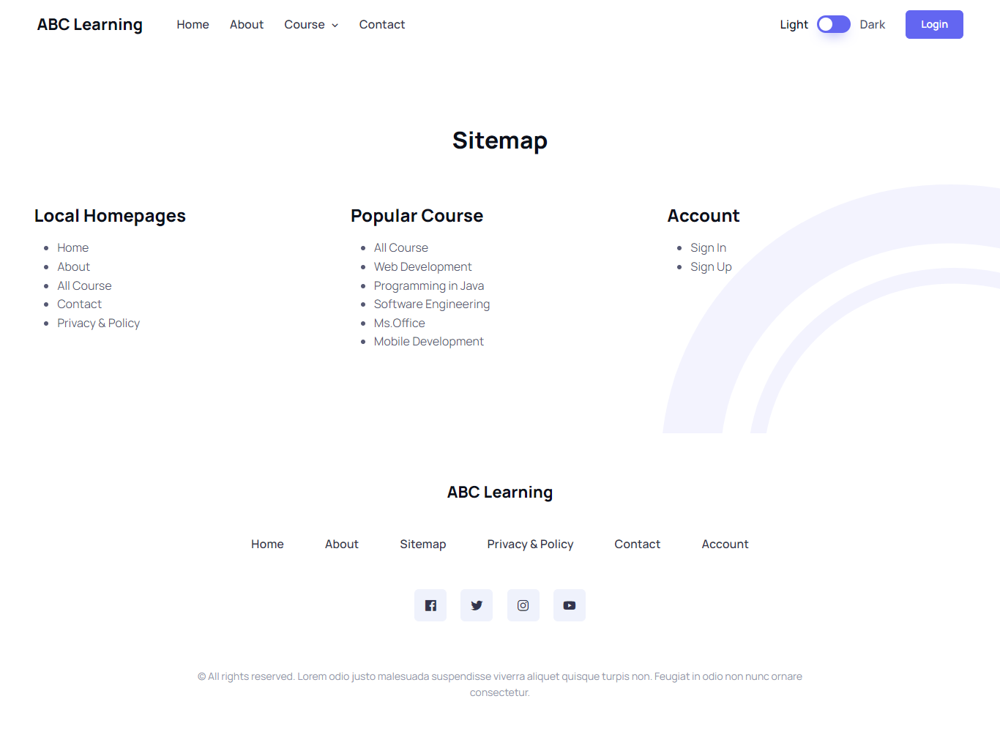 ABC Learning Home About Course Contact Light Dark Login
Sitemap
Local Homepages
Home
About
All Course
Contact
Privacy & Policy
Popular Course
All Course
Web Development
Programming in Java
Software Engineering
Ms.Office
Mobile Development
Account
Sign In
Sign Up
ABC Learning
Home About Sitemap Privacy & Policy Contact Account
© All rights reserved. Lorem odio justo malesuada suspendisse viverra aliquet quisque turpis non. Feugiat in odio non nunc ornare
consectetur.